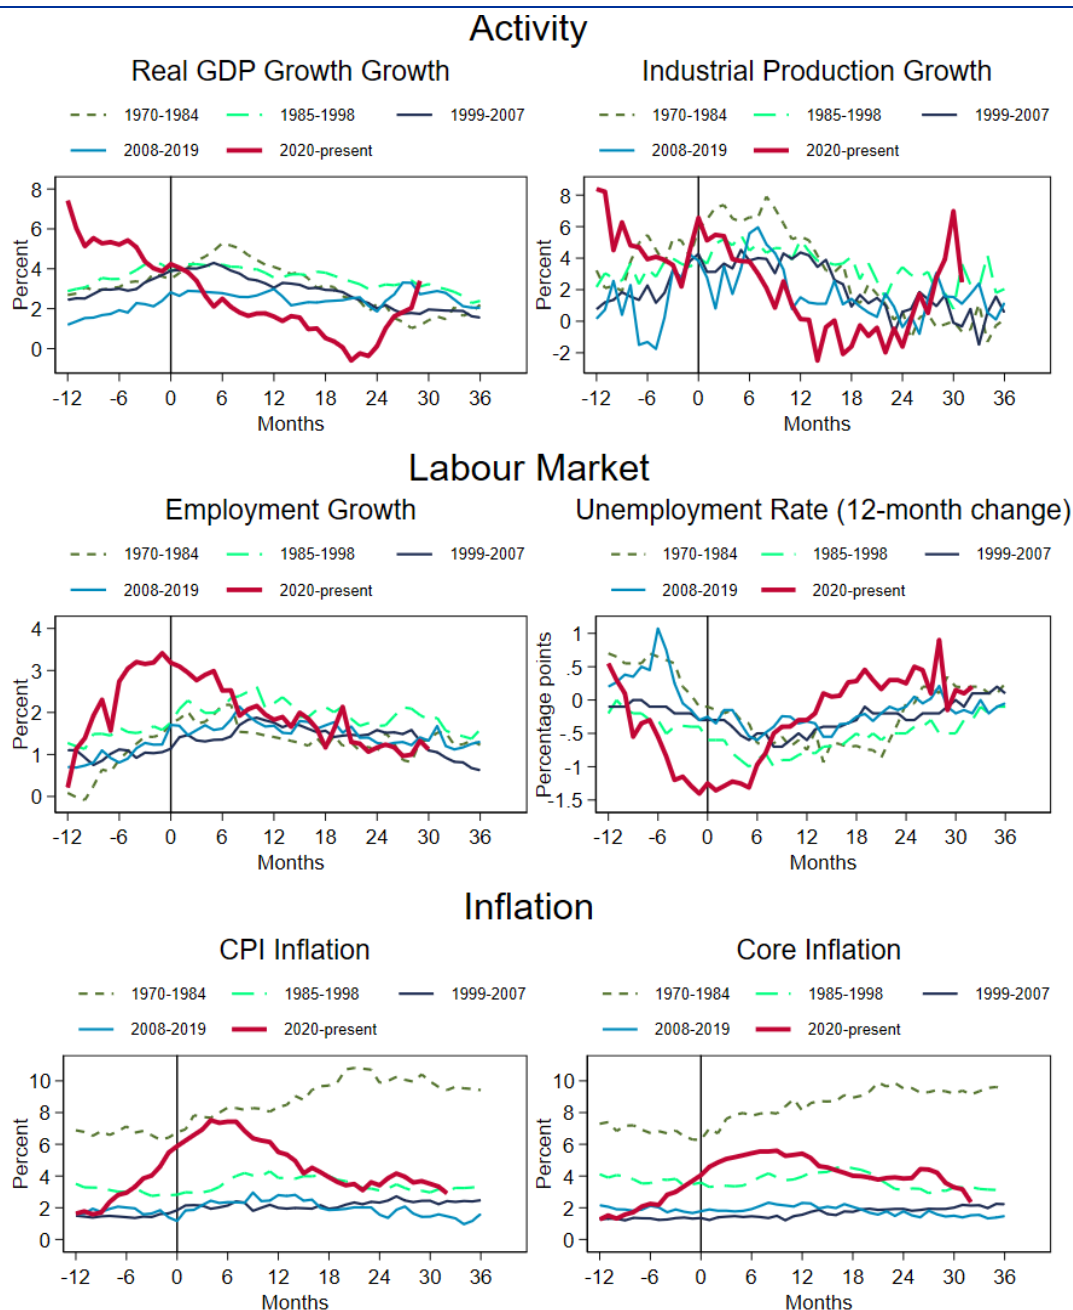 Activity
Real GDP Growth Growth
1970-1984 1985-1998 1999-2007
2008-2019 2020-present
Percent
8
6
4
2
0
-12 -6 0 6 12 18 24 30 36
Months
Industrial Production Growth
1970-1984 1985-1998 1999-2007
2008-2019 2020-present
Percent
8
6
4
2
0
-2
-12 -6 0 6 12 18 24 30 36
Months
Labour Market
Employment Growth
1970-1984 1985-1998 1999-2007
2008-2019 2020-present
Percent
4
3
2
1
0
-12 -6 0 6 12 18 24 30 36
Months
Unemployment Rate (12-month change)
1970-1984 1985-1998 1999-2007
2008-2019 2020-present
Percentage points
1
.5
0
-.5
-1
-1.5
-12 -6 0 6 12 18 24 30 36
Months
Inflation
CPI Inflation
1970-1984 1985-1998 1999-2007
2008-2019 2020-present
Percent
10
8
6
4
2
0
-12 -6 0 6 12 18 24 30 36
Months
Core Inflation
1970-1984 1985-1998 1999-2007
2008-2019 2020-present
Percent
10
8
6
4
2
0
-12 -6 0 6 12 18 24 30 36
Months